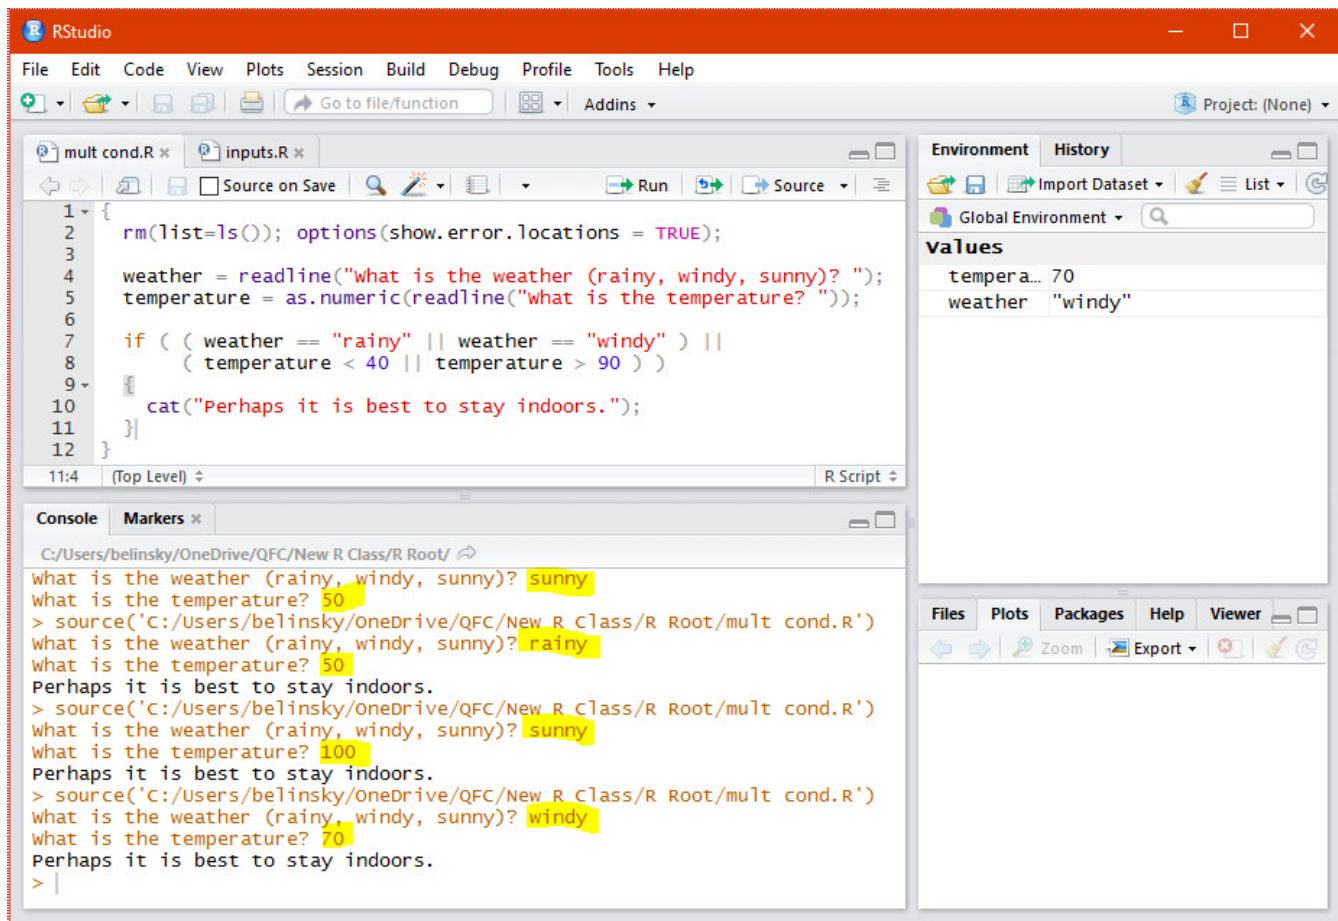 RStudio
File Edit Code View Plots Session Build Debug Profile Tools Help
Go to file/function Addins Project: (None)
mult cond.R inputs.R
Source on Save Run Source
1 {
2 rm(list=ls()); options(show.error.locations = TRUE);
3
4 weather = readline("What is the weather (rainy, windy, sunny)? ");
5 temperature = as.numeric(readline("What is the temperature? "));
6
7 if ( ( weather == "rainy" || weather == "windy" ) ||
8 ( temperature < 40 || temperature > 90 ) )
9 {
10 cat("Perhaps it is best to stay indoors.");
11 }
12 }
11:4 (Top Level) R Script
Console Markers
C:/Users/belinsky/OneDrive/QFC/New R Class/R Root/
What is the weather (rainy, windy, sunny)? sunny
What is the temperature? 50
> source('C:/Users/belinsky/OneDrive/QFC/New R Class/R Root/mult cond.R')
What is the weather (rainy, windy, sunny)? rainy
What is the temperature? 50
Perhaps it is best to stay indoors.
> source('C:/Users/belinsky/OneDrive/QFC/New R Class/R Root/mult cond.R')
What is the weather (rainy, windy, sunny)? sunny
What is the temperature? 100
Perhaps it is best to stay indoors.
> source('C:/Users/belinsky/OneDrive/QFC/New R Class/R Root/mult cond.R')
What is the weather (rainy, windy, sunny)? windy
What is the temperature? 70
Perhaps it is best to stay indoors.
>
Environment History
Import Dataset List
Global Environment
Values
tempera… 70
weather "windy"
Files Plots Packages Help Viewer
Zoom Export